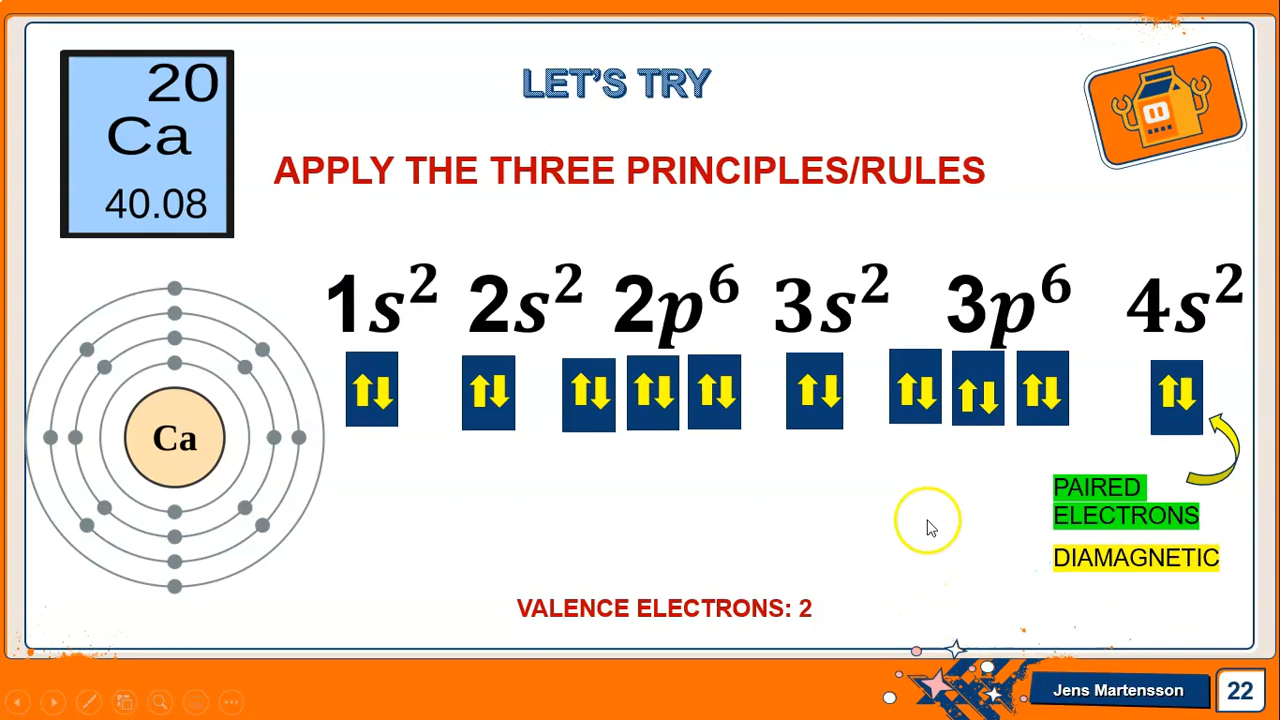 20
Ca
40.08
LET'S TRY
APPLY THE THREE PRINCIPLES/RULES
1s² 2s² 2p⁶ 3s² 3p⁶ 4s²
Ca
PAIRED
ELECTRONS
DIAMAGNETIC
VALENCE ELECTRONS: 2
Jens Martensson
22